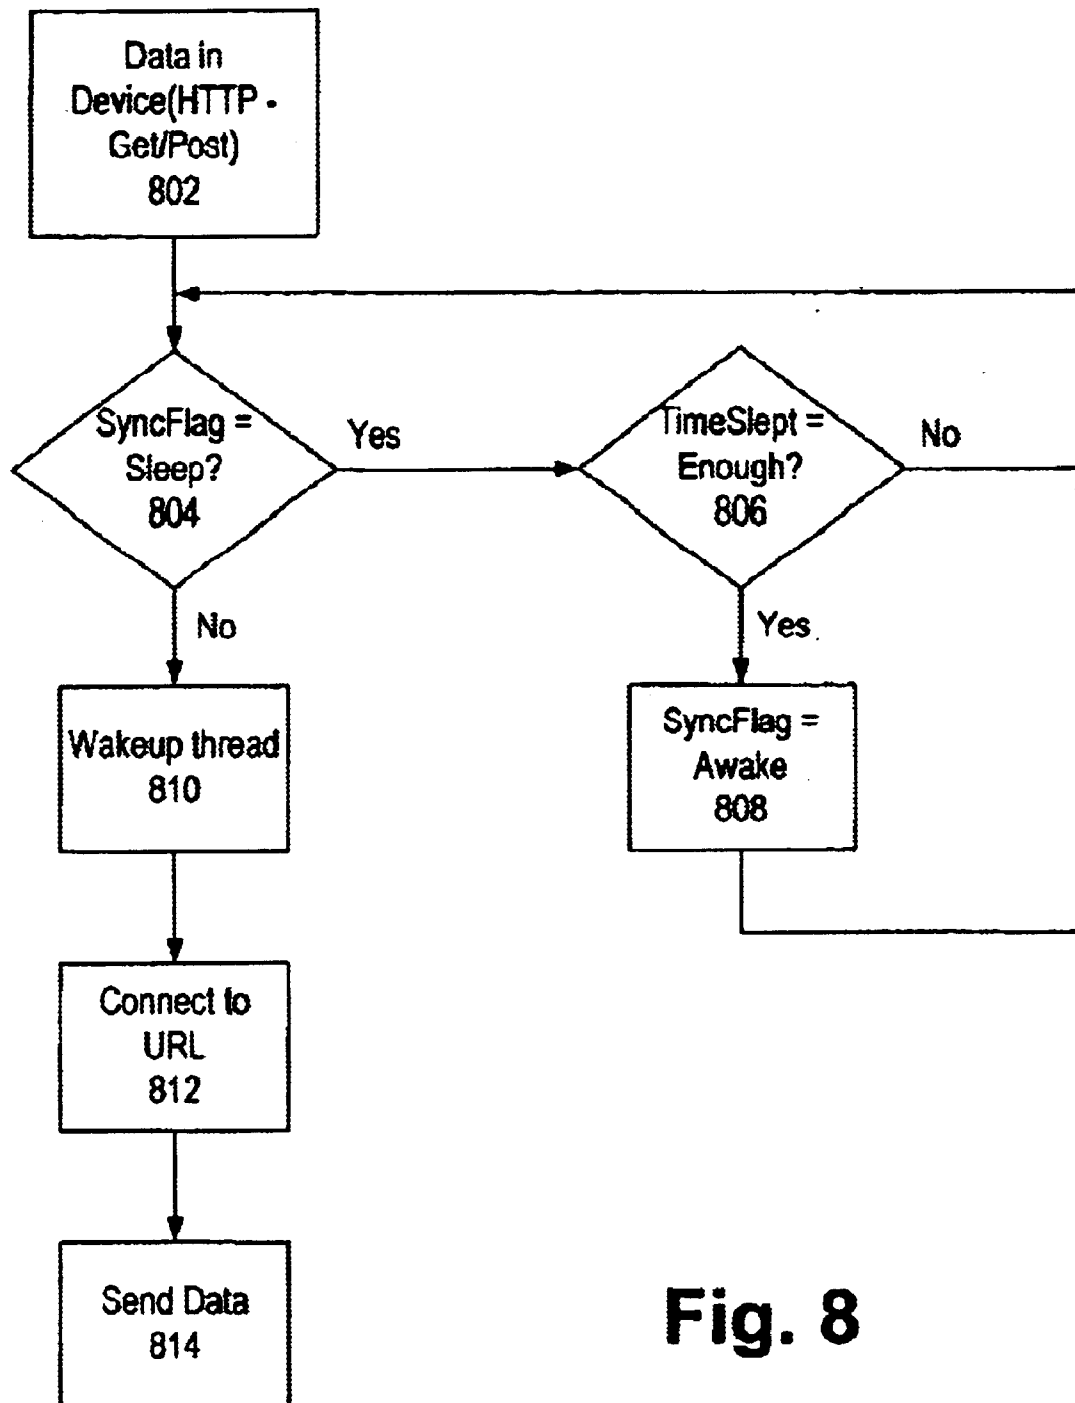 Data in
Device(HTTP -
Get/Post)
802
SyncFlag =
Sleep?
804
Yes
TimeSlept =
Enough?
806
No
No
Yes
Wakeup thread
810
SyncFlag =
Awake
808
Connect to
URL
812
Send Data
814
Fig. 8